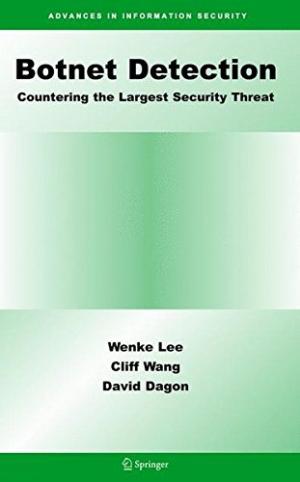 ADVANCES IN INFORMATION SECURITY
Botnet Detection
Countering the Largest Security Threat
Wenke Lee
Cliff Wang
David Dagon
Springer